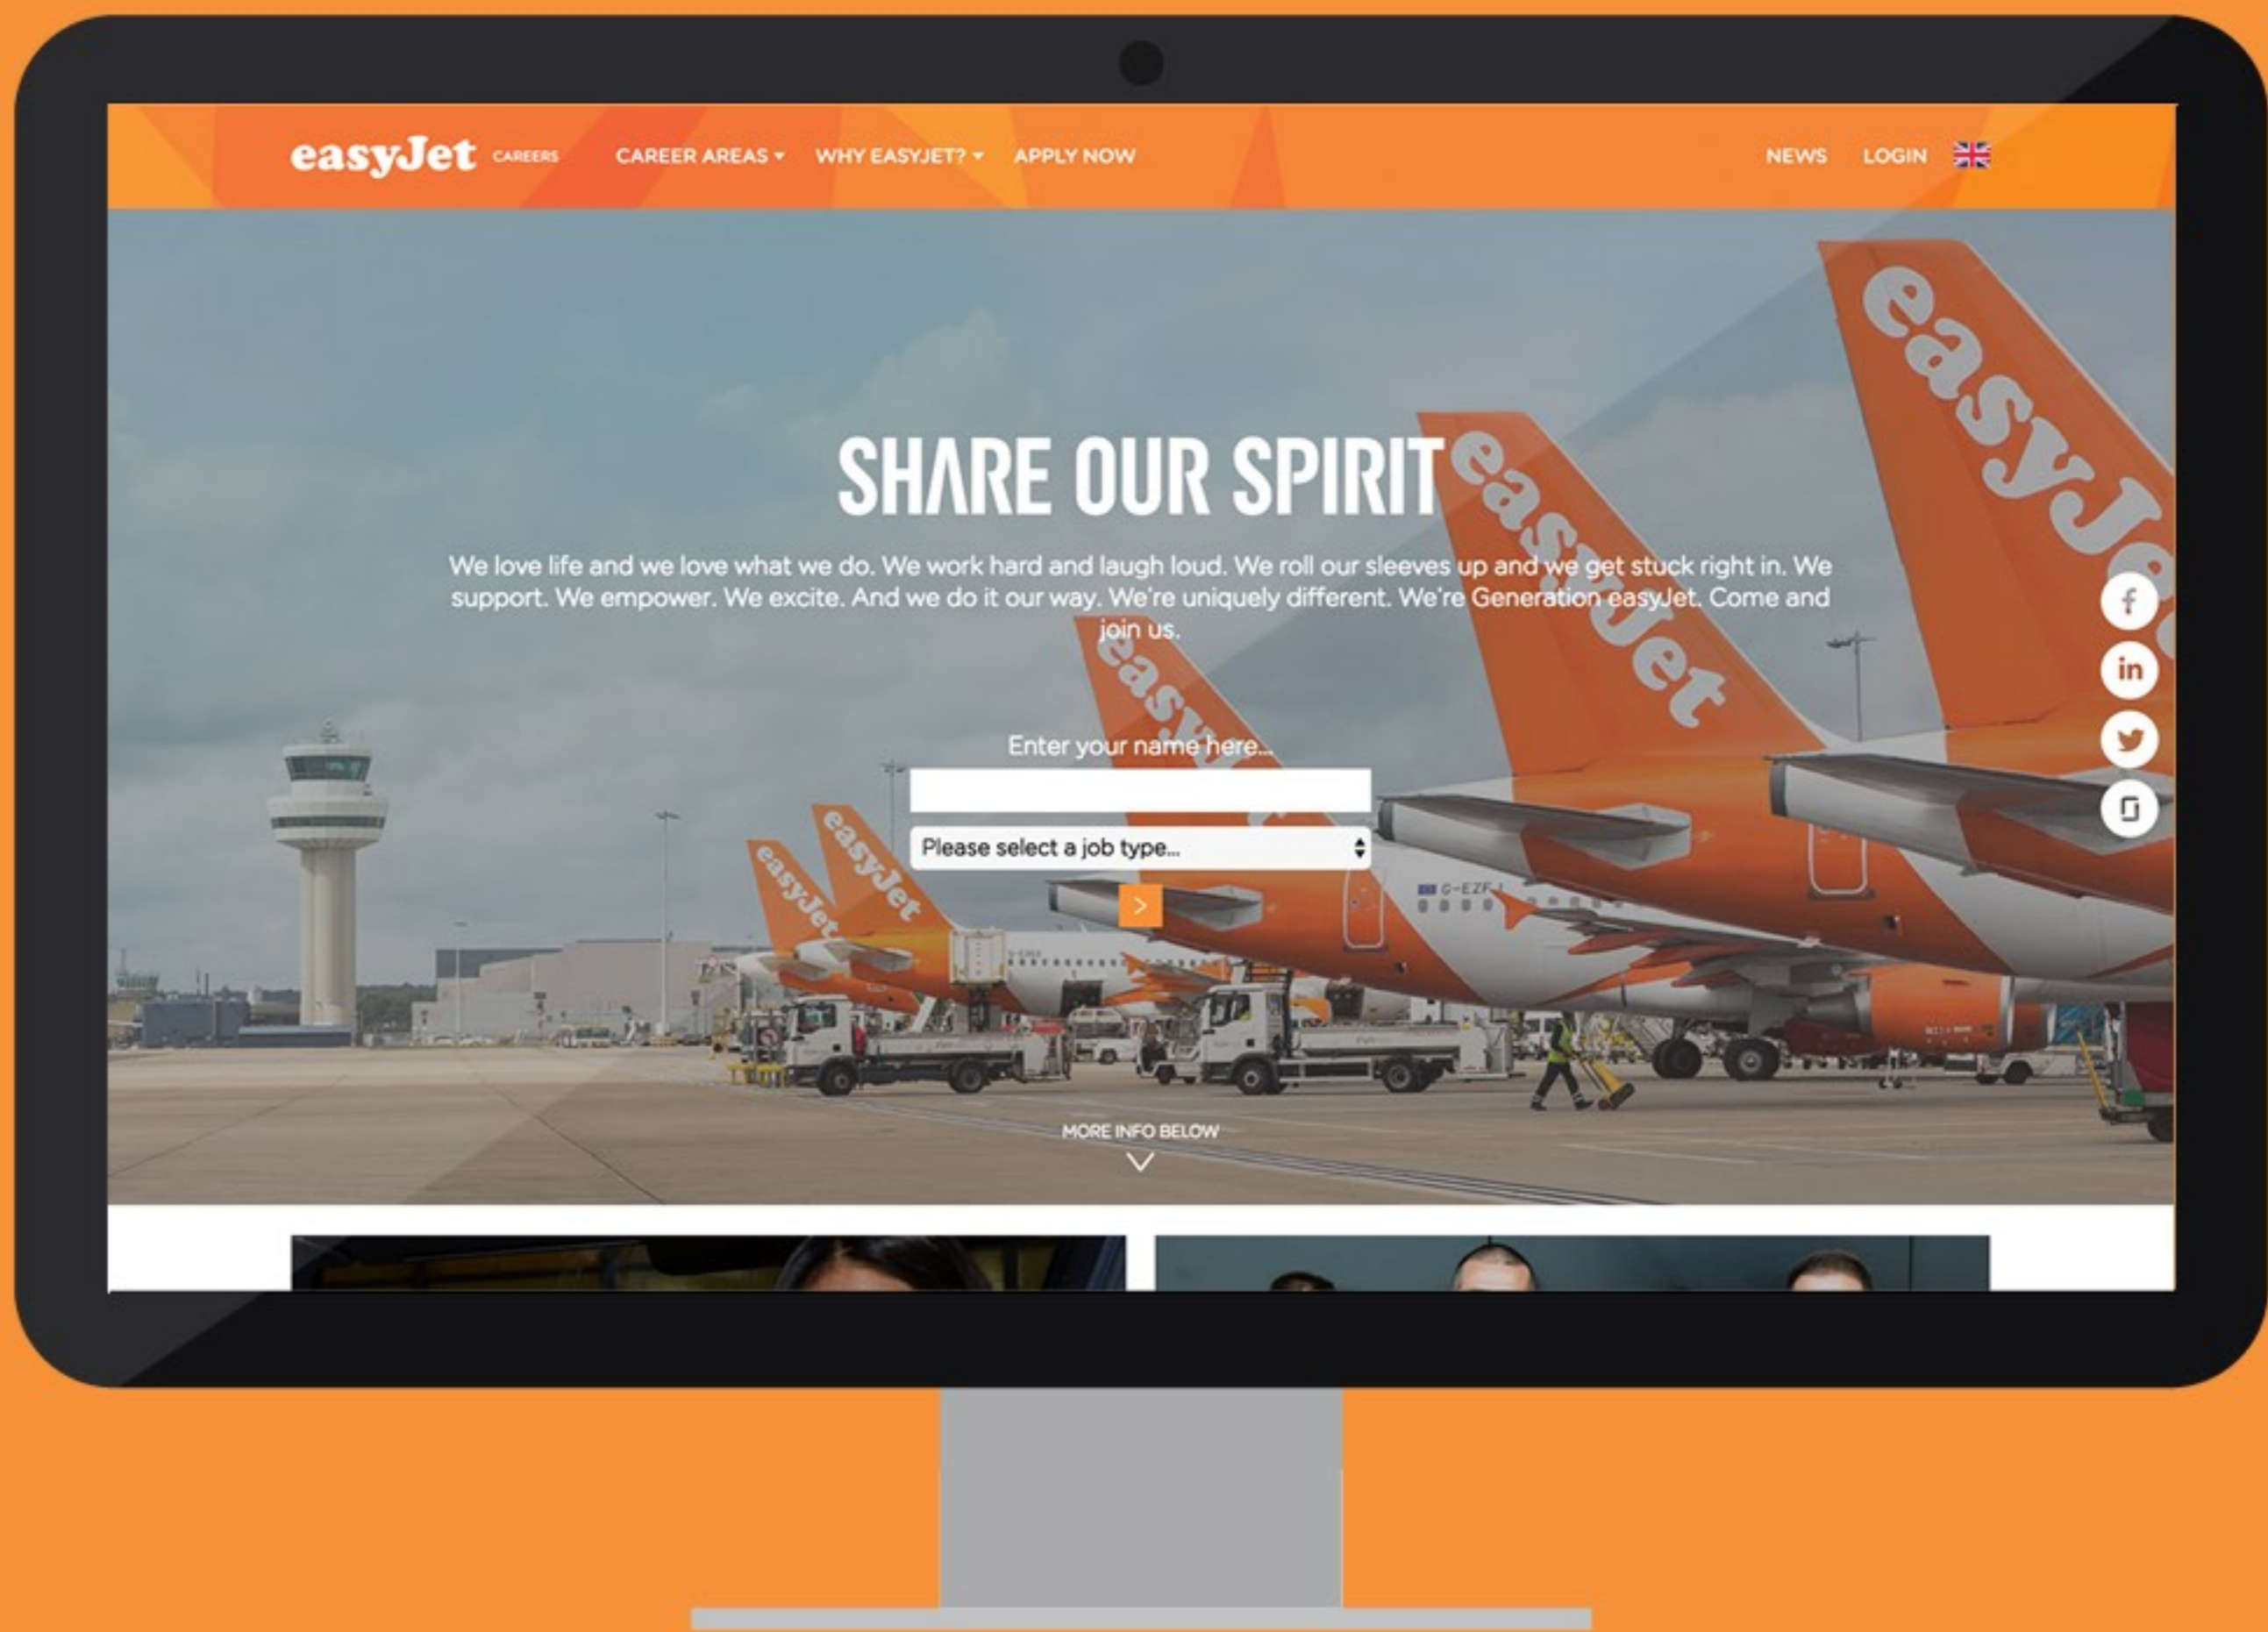 easyJet CAREERS CAREER AREAS WHY EASYJET? APPLY NOW NEWS LOGIN
SHARE OUR SPIRIT
We love life and we love what we do. We work hard and laugh loud. We roll our sleeves up and we get stuck right in. We
support. We empower. We excite. And we do it our way. We're uniquely different. We're Generation easyJet. Come and
join us.
Enter your name here...
Please select a job type...
>
MORE INFO BELOW
easyJet
easyJet
easyJet
easyJet
G-EZF
f
in